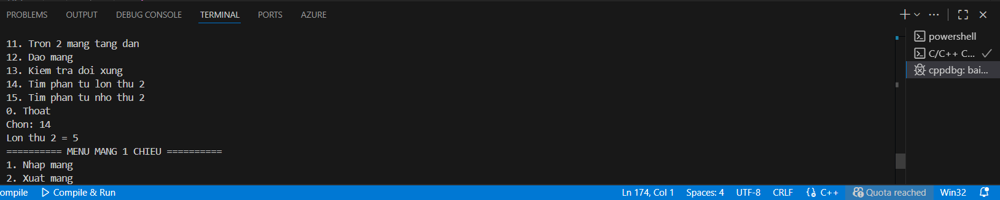 PROBLEMS OUTPUT DEBUG CONSOLE TERMINAL PORTS AZURE
11. Tron 2 mang tang dan
12. Dao mang
13. Kiem tra doi xung
14. Tim phan tu lon thu 2
15. Tim phan tu nho thu 2
0. Thoat
Chon: 14
Lon thu 2 = 5
========== MENU MANG 1 CHIEU ==========
1. Nhap mang
2. Xuat mang
powershell
C/C++ C...
cppdbg: bai...
ompile Compile & Run Ln 174, Col 1 Spaces: 4 UTF-8 CRLF {} C++ Quota reached Win32